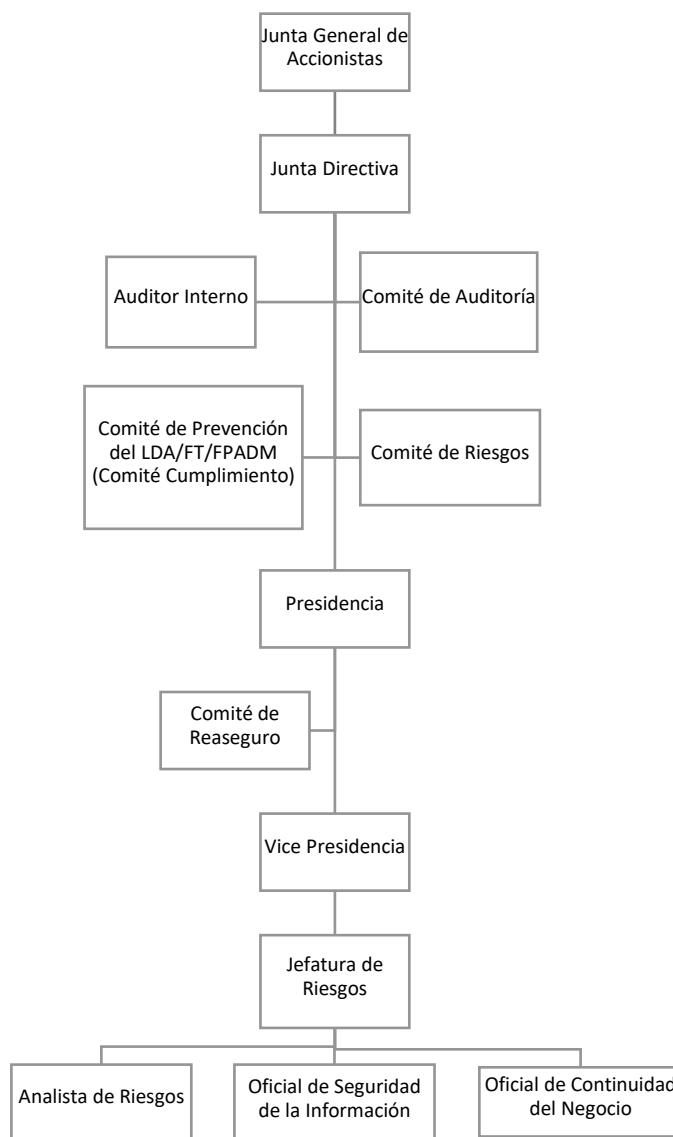 Junta General de
Accionistas
Junta Directiva
Auditor Interno
Comité de Auditoría
Comité de Prevención
del LDA/FT/FPADM
(Comité Cumplimiento)
Comité de Riesgos
Presidencia
Comité de
Reaseguro
Vice Presidencia
Jefatura de
Riesgos
Analista de Riesgos
Oficial de Seguridad
de la Información
Oficial de Continuidad
del Negocio